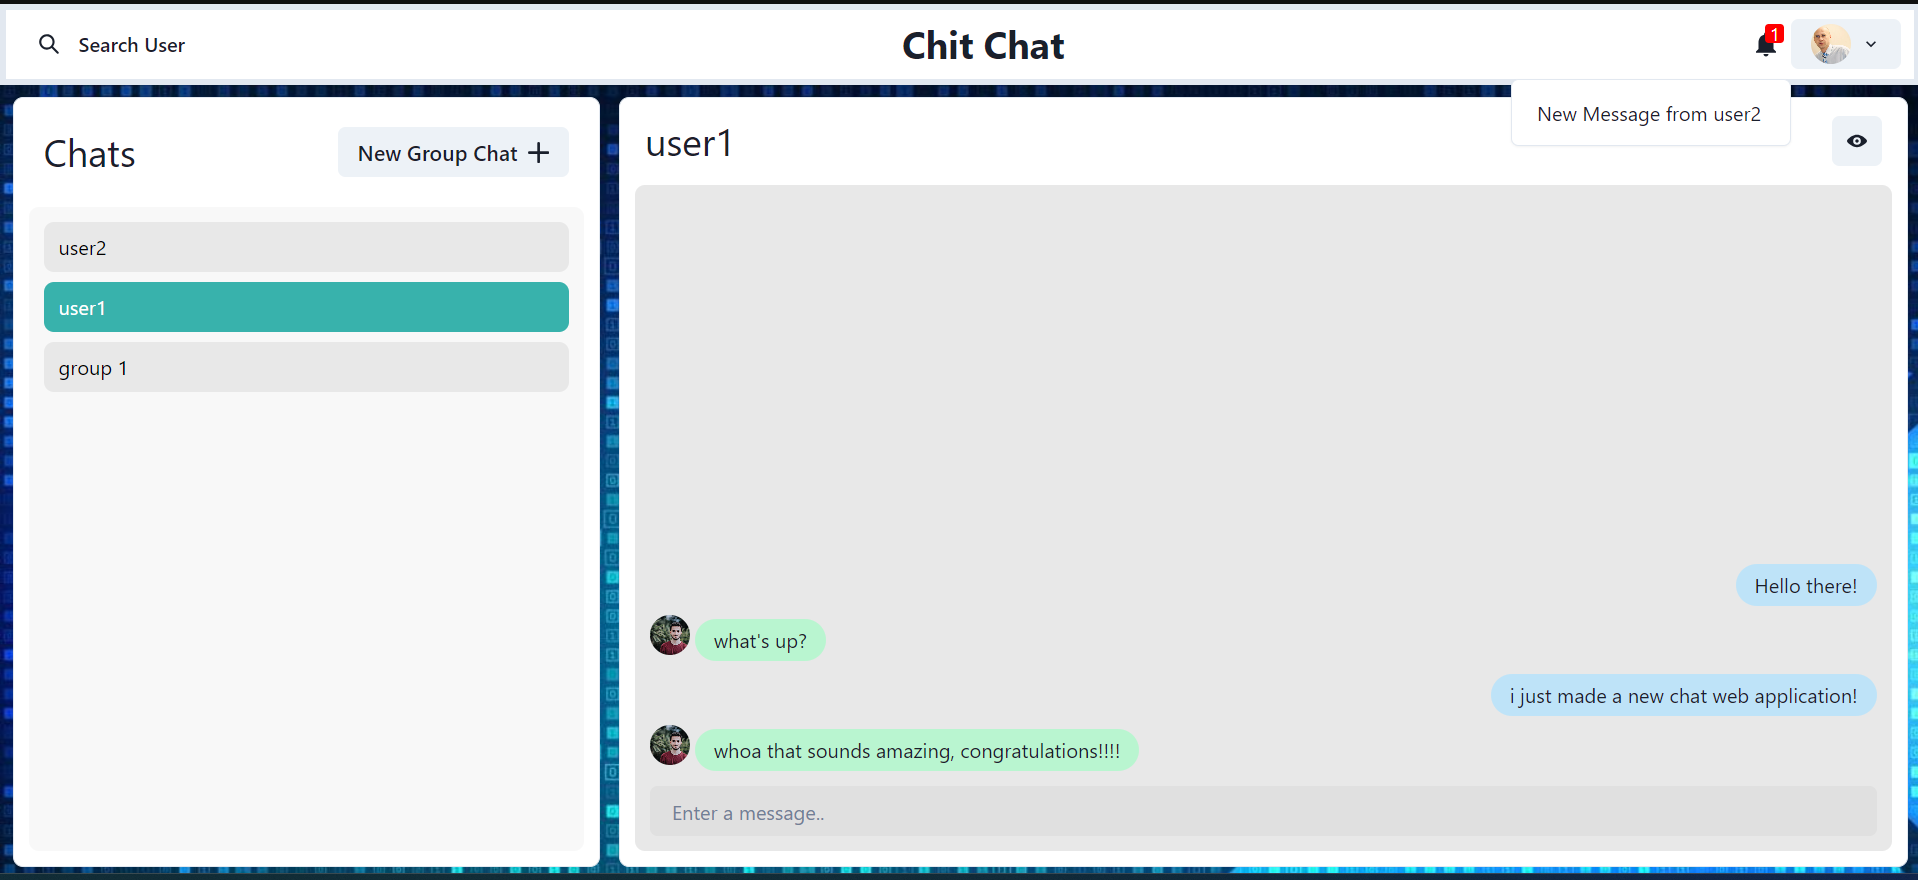 Search User
Chit Chat
1
New Message from user2
Chats
New Group Chat
user2
user1
group 1
user1
Hello there!
what's up?
i just made a new chat web application!
whoa that sounds amazing, congratulations!!!!
Enter a message..